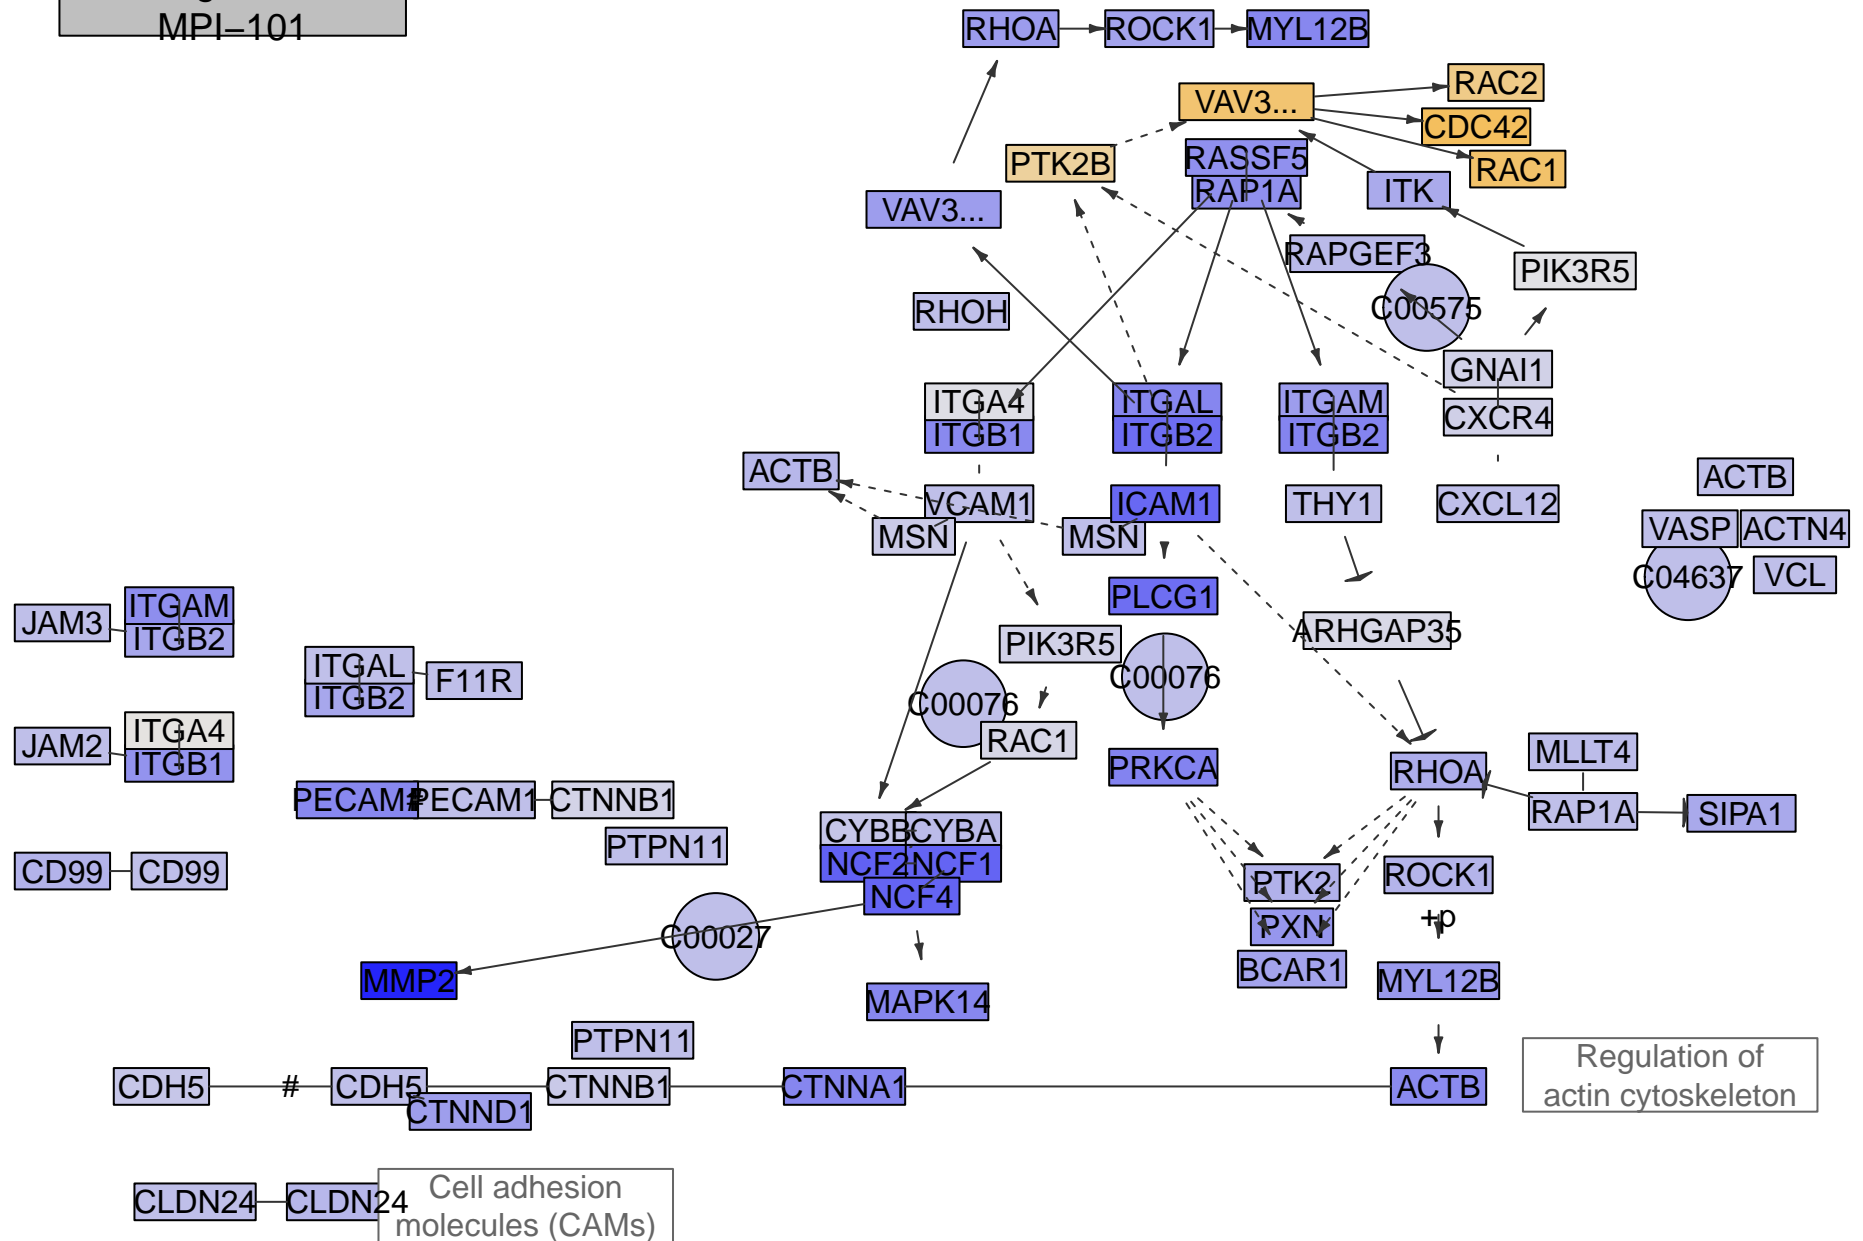 MPI−101
RHOA
ROCK1
MYL12B
RAC2
VAV3...
CDC42
RASSF5
PTK2B
RAC1
RAP1A
ITK
VAV3...
RAPGEF3
PIK3R5
C00575
RHOH
GNAI1
ITGA4
ITGAL
ITGAM
CXCR4
ITGB1
ITGB2
ITGB2
ACTB
ACTB
VCAM1
ICAM1
THY1
CXCL12
MSN
MSN
VASP
ACTN4
C04637
VCL
PLCG1
ITGAM
JAM3
ITGB2
ARHGAP35
PIK3R5
ITGAL
F11R
C00076
ITGB2
C00076
ITGA4
JAM2
RAC1
ITGB1
PRKCA
RHOA
MLLT4
PECAM1
#
PECAM1
CTNNB1
RAP1A
SIPA1
CYBB
CYBA
PTPN11
NCF2
NCF1
CD99
CD99
NCF4
PTK2
ROCK1
+p
PXN
C00027
BCAR1
MMP2
MYL12B
MAPK14
PTPN11
Regulation of
actin cytoskeleton
CDH5
#
CDH5
CTNNB1
CTNNA1
ACTB
CTNND1
CLDN24
CLDN24
Cell adhesion
molecules (CAMs)